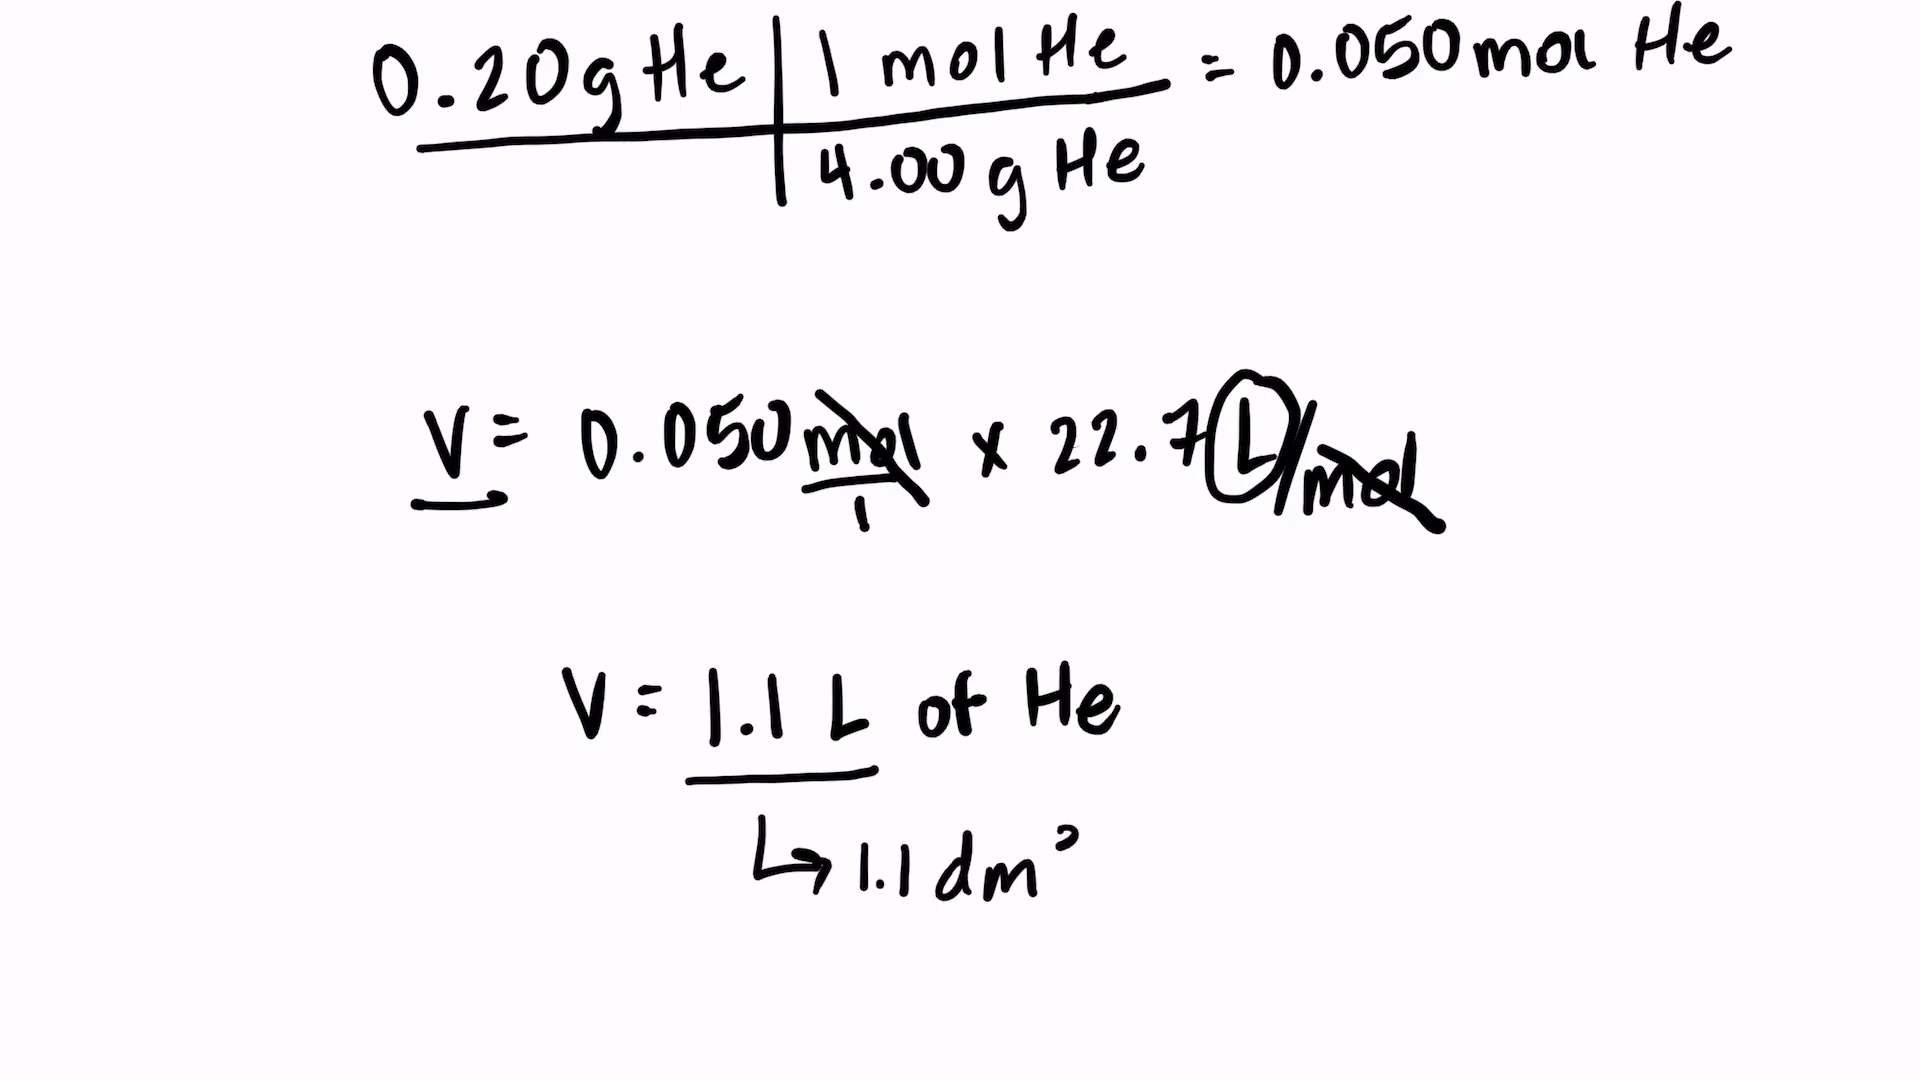 0.20g He | 1 mol He = 0.050 mol He
4.00 g He
V = 0.050 mol x 22.7 L/mol
1
V = 1.1 L of He
↳ 1.1 dm³